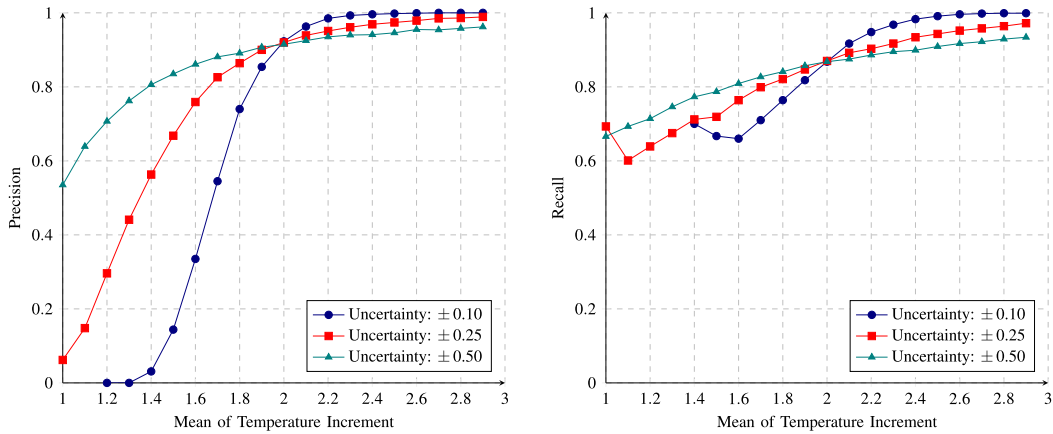 1
0.8
0.6
0.4
0.2
0
Precision
1 1.2 1.4 1.6 1.8 2 2.2 2.4 2.6 2.8 3
Mean of Temperature Increment
Uncertainty: ± 0.10
Uncertainty: ± 0.25
Uncertainty: ± 0.50
1
0.8
0.6
0.4
0.2
0
Recall
1 1.2 1.4 1.6 1.8 2 2.2 2.4 2.6 2.8 3
Mean of Temperature Increment
Uncertainty: ± 0.10
Uncertainty: ± 0.25
Uncertainty: ± 0.50